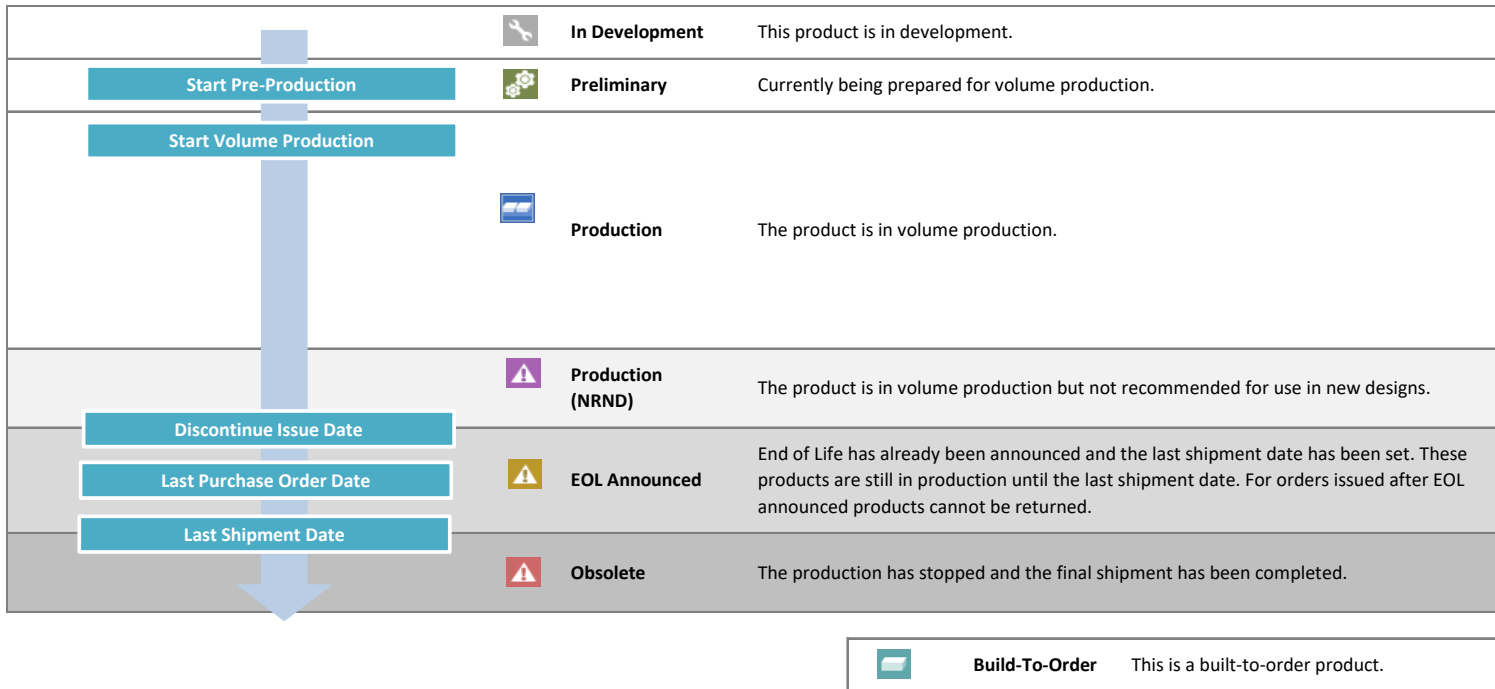 In Development This product is in development.
Start Pre-Production Preliminary Currently being prepared for volume production.
Start Volume Production
Production The product is in volume production.
Production
(NRND)
The product is in volume production but not recommended for use in new designs.
Discontinue Issue Date
Last Purchase Order Date
EOL Announced
End of Life has already been announced and the last shipment date has been set. These
products are still in production until the last shipment date. For orders issued after EOL
announced products cannot be returned.
Last Shipment Date
Obsolete The production has stopped and the final shipment has been completed.
Build-To-Order This is a built-to-order product.